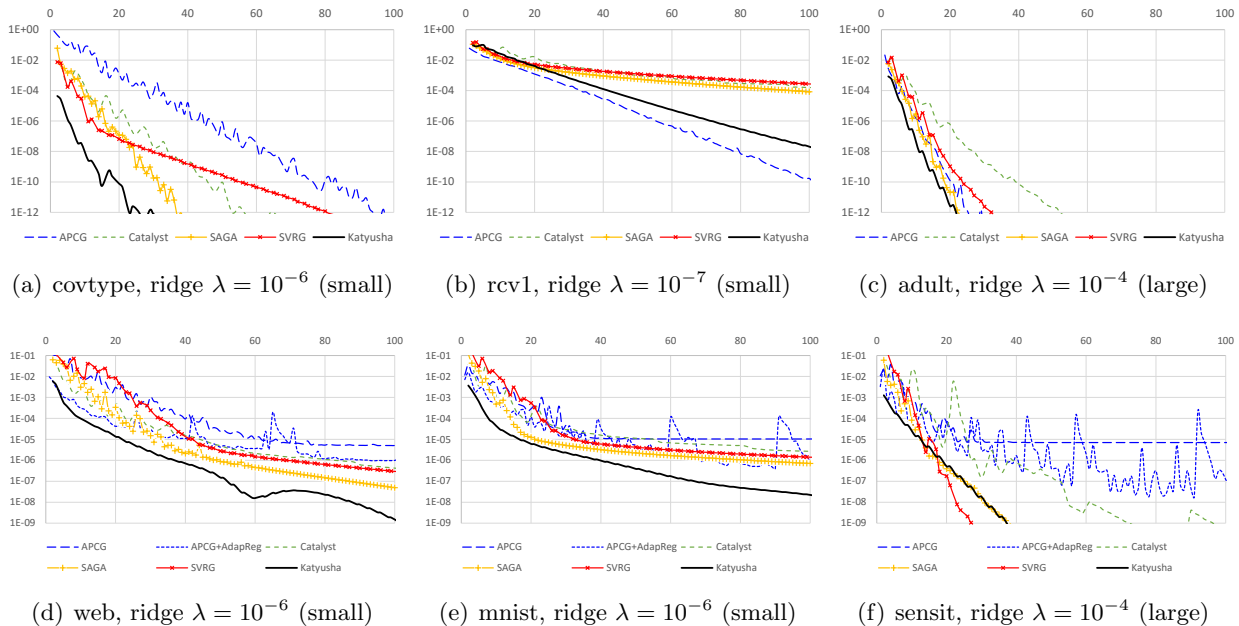 0 20 40 60 80 100
1E+00
1E-02
1E-04
1E-06
1E-08
1E-10
1E-12
APCG Catalyst SAGA SVRG Katyusha
(a) covtype, ridge λ = 10⁻⁶ (small)
0 20 40 60 80 100
1E+00
1E-02
1E-04
1E-06
1E-08
1E-10
1E-12
APCG Catalyst SAGA SVRG Katyusha
(b) rcv1, ridge λ = 10⁻⁷ (small)
0 20 40 60 80 100
1E+00
1E-02
1E-04
1E-06
1E-08
1E-10
1E-12
APCG Catalyst SAGA SVRG Katyusha
(c) adult, ridge λ = 10⁻⁴ (large)
0 20 40 60 80 100
1E-01
1E-02
1E-03
1E-04
1E-05
1E-06
1E-07
1E-08
1E-09
APCG APCG+AdapReg Catalyst
SAGA SVRG Katyusha
(d) web, ridge λ = 10⁻⁶ (small)
0 20 40 60 80 100
1E-01
1E-02
1E-03
1E-04
1E-05
1E-06
1E-07
1E-08
1E-09
APCG APCG+AdapReg Catalyst
SAGA SVRG Katyusha
(e) mnist, ridge λ = 10⁻⁶ (small)
0 20 40 60 80 100
1E-01
1E-02
1E-03
1E-04
1E-05
1E-06
1E-07
1E-08
1E-09
APCG APCG+AdapReg Catalyst
SAGA SVRG Katyusha
(f) sensit, ridge λ = 10⁻⁴ (large)